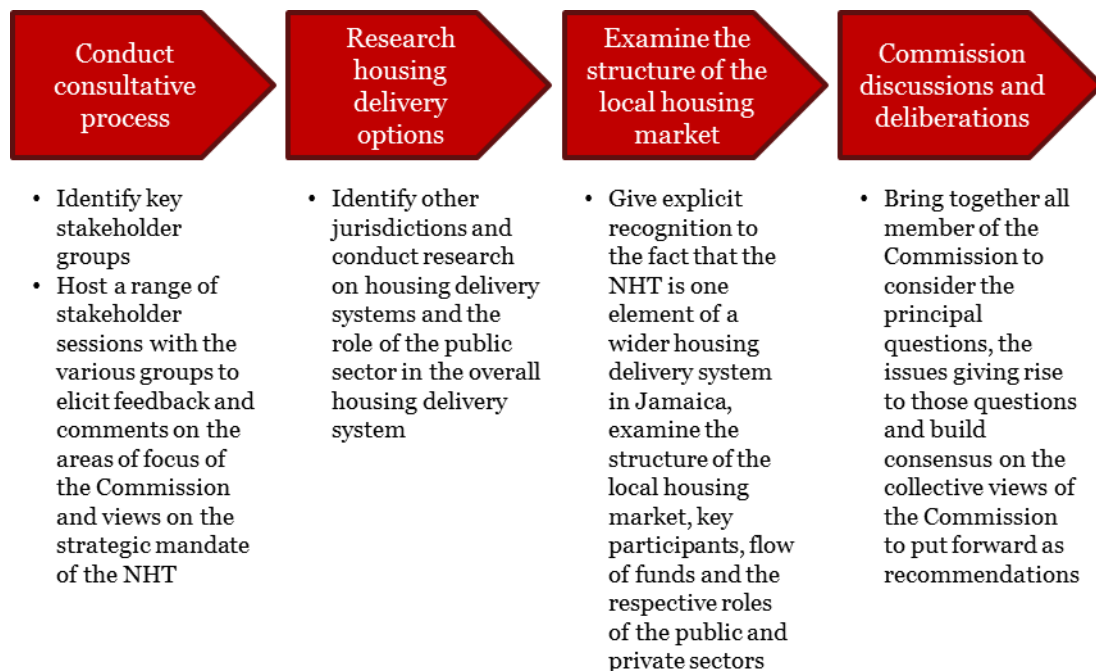 Conduct
consultative
process
Research
housing
delivery
options
Examine the
structure of the
local housing
market
Commission
discussions and
deliberations
• Identify key
stakeholder
groups
• Host a range of
stakeholder
sessions with the
various groups to
elicit feedback and
comments on the
areas of focus of
the Commission
and views on the
strategic mandate
of the NHT
• Identify other
jurisdictions and
conduct research
on housing delivery
systems and the
role of the public
sector in the overall
housing delivery
system
• Give explicit
recognition to
the fact that the
NHT is one
element of a
wider housing
delivery system
in Jamaica,
examine the
structure of the
local housing
market, key
participants, flow
of funds and the
respective roles
of the public and
private sectors
• Bring together all
member of the
Commission to
consider the
principal
questions, the
issues giving rise
to those questions
and build
consensus on the
collective views of
the Commission
to put forward as
recommendations